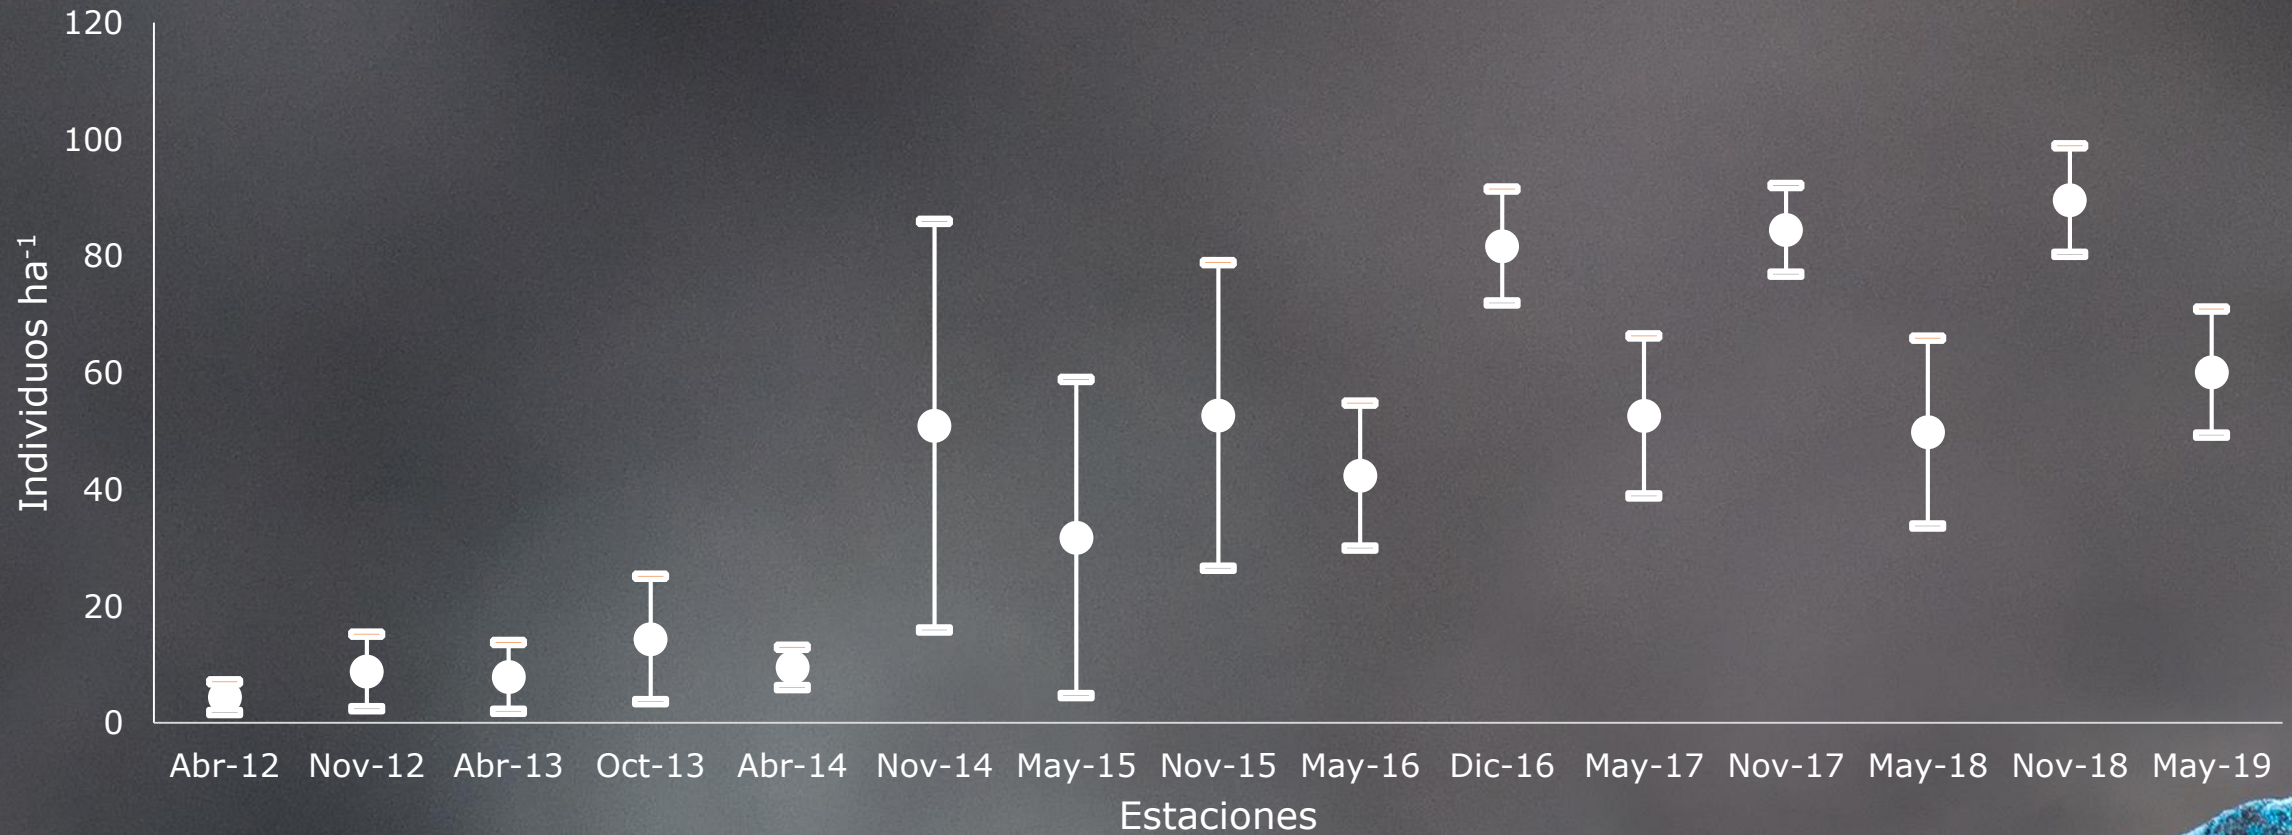 120
100
80
60
40
20
0
Individuos ha⁻¹
Abr-12 Nov-12 Abr-13 Oct-13 Abr-14 Nov-14 May-15 Nov-15 May-16 Dic-16 May-17 Nov-17 May-18 Nov-18 May-19
Estaciones